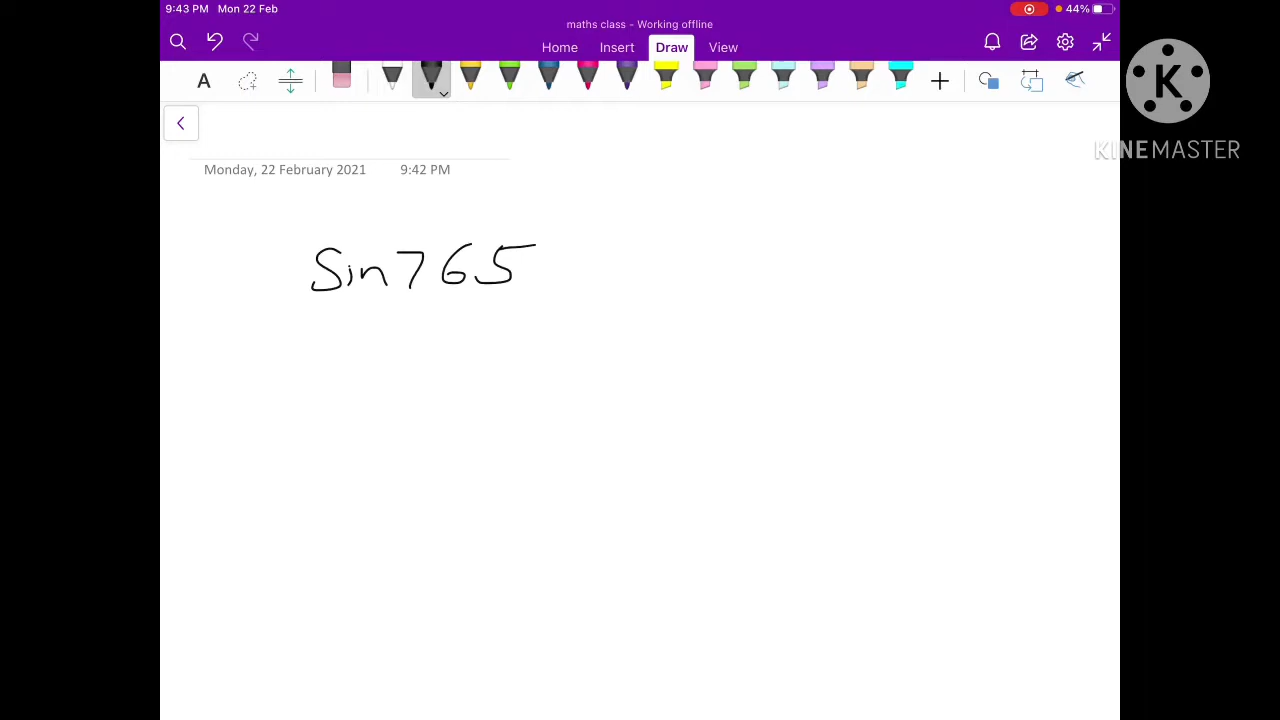 9:43 PM Mon 22 Feb 44%
maths class - Working offline
Home Insert Draw View
A
K
KINEMASTER
Monday, 22 February 2021 9:42 PM
Sin765